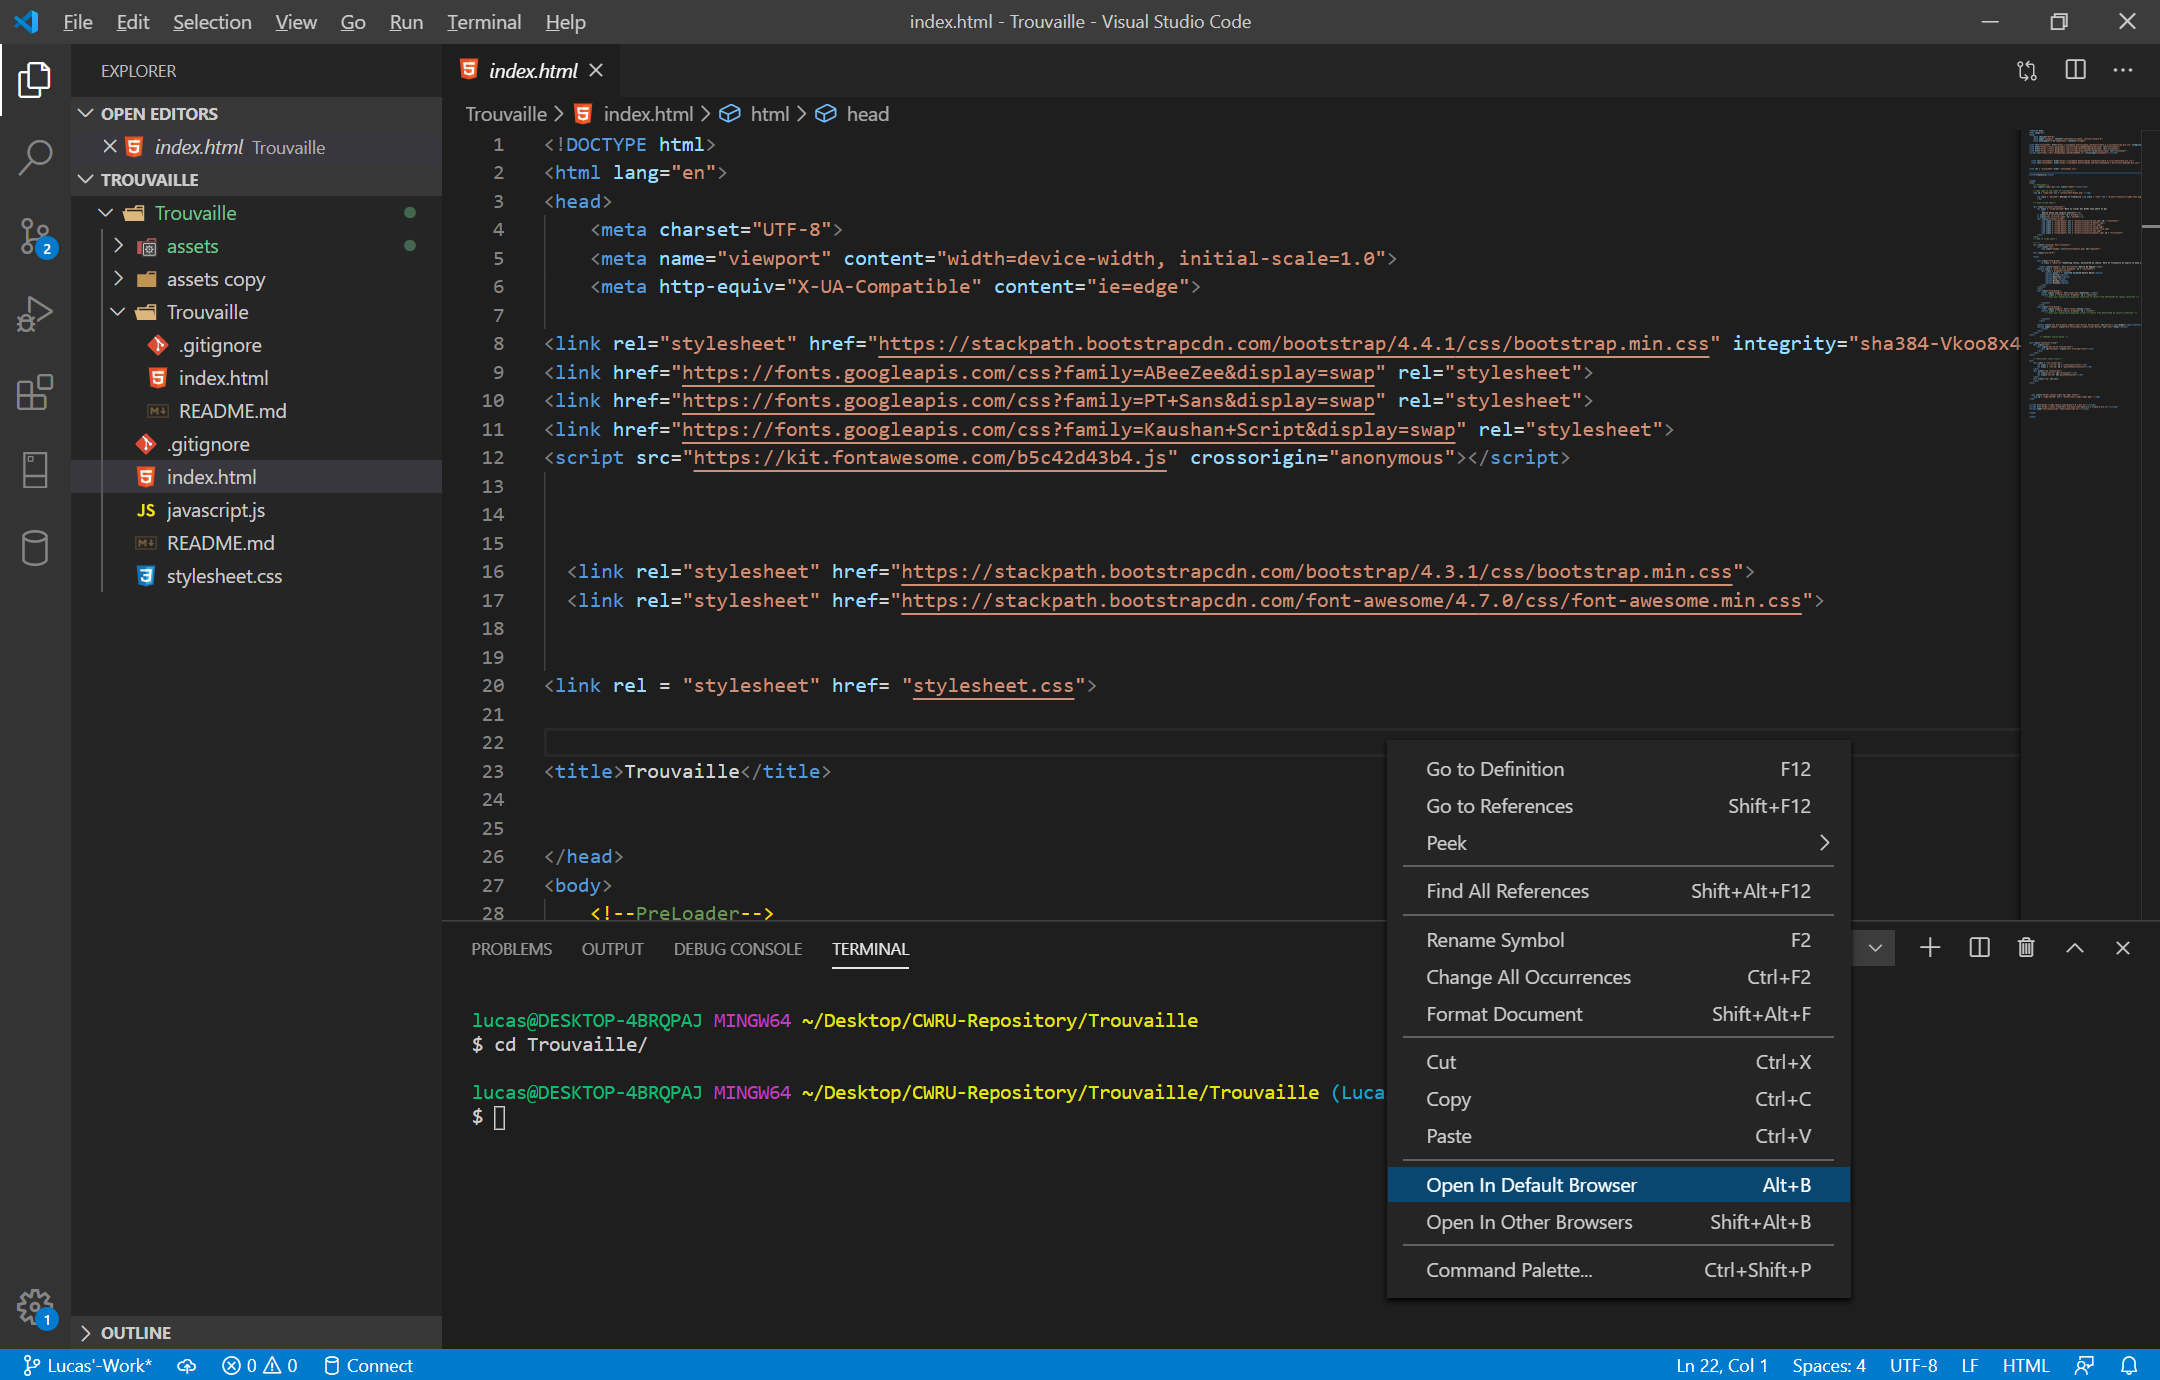 File Edit Selection View Go Run Terminal Help
index.html - Trouvaille - Visual Studio Code
EXPLORER
OPEN EDITORS
index.html Trouvaille
TROUVAILLE
Trouvaille
assets
assets copy
Trouvaille
.gitignore
index.html
README.md
.gitignore
index.html
JS javascript.js
README.md
stylesheet.css
OUTLINE
2
1
index.html
Trouvaille > index.html > html > head
1 <!DOCTYPE html>
2 <html lang="en">
3 <head>
4 <meta charset="UTF-8">
5 <meta name="viewport" content="width=device-width, initial-scale=1.0">
6 <meta http-equiv="X-UA-Compatible" content="ie=edge">
7
8 <link rel="stylesheet" href="https://stackpath.bootstrapcdn.com/bootstrap/4.4.1/css/bootstrap.min.css" integrity="sha384-Vkoo8x4
9 <link href="https://fonts.googleapis.com/css?family=ABeeZee&display=swap" rel="stylesheet">
10 <link href="https://fonts.googleapis.com/css?family=PT+Sans&display=swap" rel="stylesheet">
11 <link href="https://fonts.googleapis.com/css?family=Kaushan+Script&display=swap" rel="stylesheet">
12 <script src="https://kit.fontawesome.com/b5c42d43b4.js" crossorigin="anonymous"></script>
13
14
15
16 <link rel="stylesheet" href="https://stackpath.bootstrapcdn.com/bootstrap/4.3.1/css/bootstrap.min.css">
17 <link rel="stylesheet" href="https://stackpath.bootstrapcdn.com/font-awesome/4.7.0/css/font-awesome.min.css">
18
19
20 <link rel = "stylesheet" href= "stylesheet.css">
21
22
23 <title>Trouvaille</title>
24
25
26 </head>
27 <body>
28 <!--PreLoader-->
PROBLEMS OUTPUT DEBUG CONSOLE TERMINAL
lucas@DESKTOP-4BRQPAJ MINGW64 ~/Desktop/CWRU-Repository/Trouvaille
$ cd Trouvaille/
lucas@DESKTOP-4BRQPAJ MINGW64 ~/Desktop/CWRU-Repository/Trouvaille/Trouvaille (Luca
$
Go to Definition F12
Go to References Shift+F12
Peek
Find All References Shift+Alt+F12
Rename Symbol F2
Change All Occurrences Ctrl+F2
Format Document Shift+Alt+F
Cut Ctrl+X
Copy Ctrl+C
Paste Ctrl+V
Open In Default Browser Alt+B
Open In Other Browsers Shift+Alt+B
Command Palette... Ctrl+Shift+P
Lucas'-Work* 0 0 Connect
Ln 22, Col 1 Spaces: 4 UTF-8 LF HTML